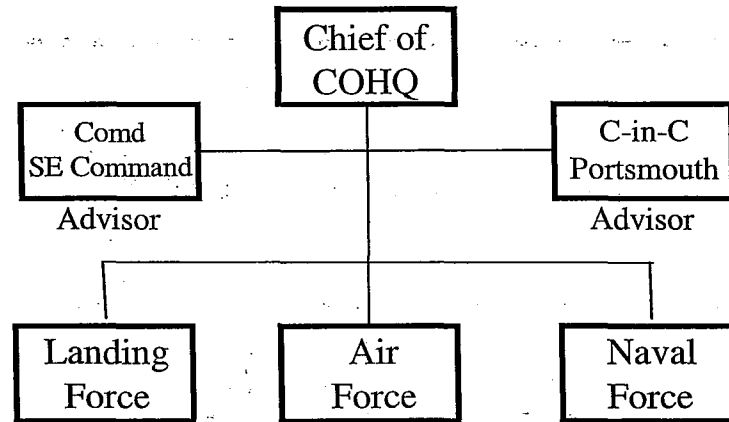 Chief of
COHQ
Comd
SE Command
Advisor
C-in-C
Portsmouth
Advisor
Landing
Force
Air
Force
Naval
Force